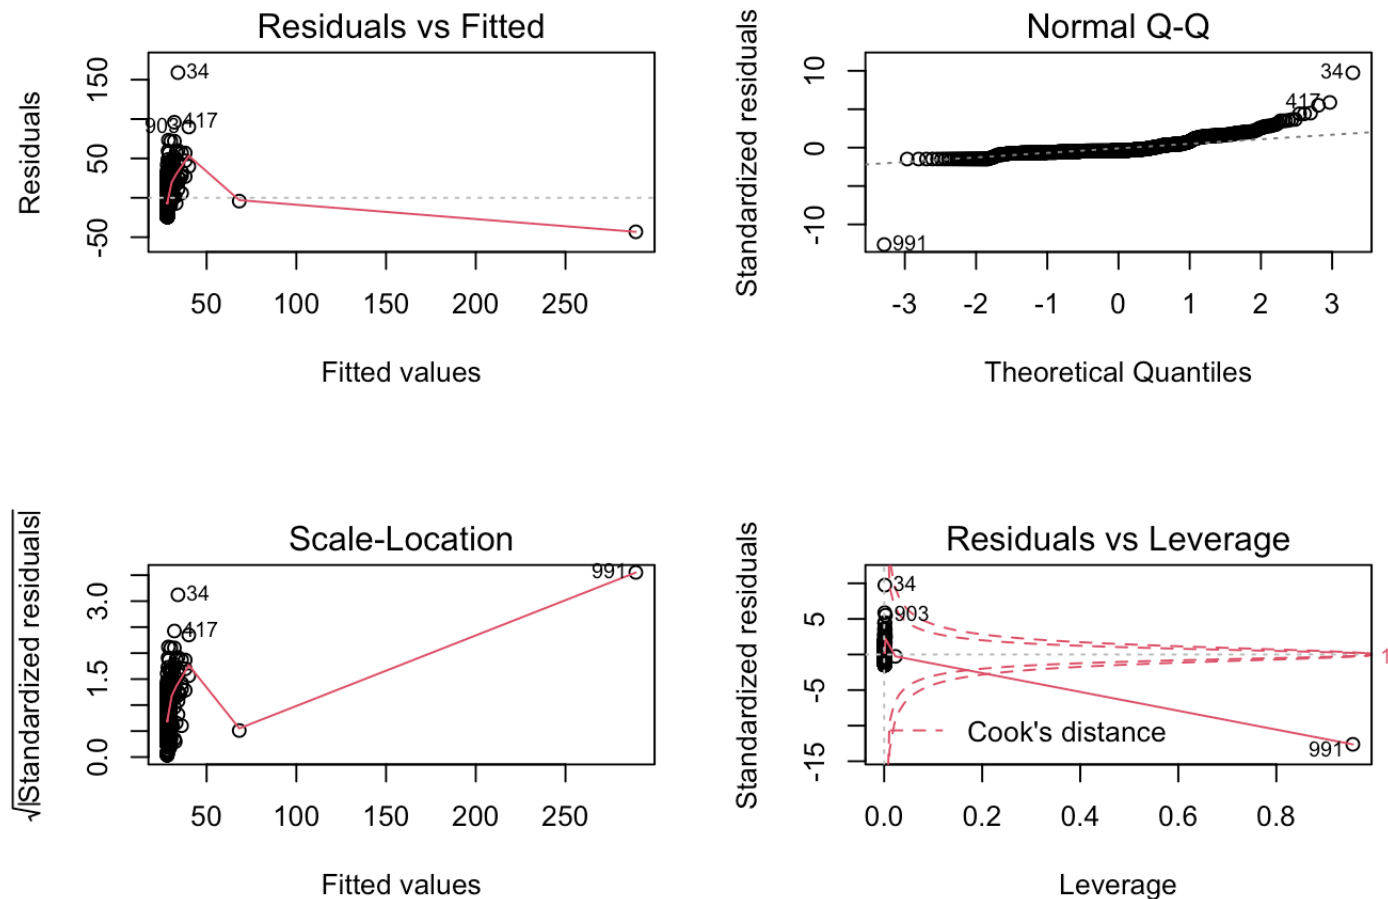 Residuals vs Fitted
Residuals
150
50
-50
34
417
903
50 100 150 200 250
Fitted values
Normal Q-Q
Standardized residuals
10
0
-10
34
417
991
-3 -2 -1 0 1 2 3
Theoretical Quantiles
Scale-Location
√|Standardized residuals|
3.0
1.5
0.0
991
34
417
50 100 150 200 250
Fitted values
Residuals vs Leverage
Standardized residuals
5
-5
-15
34
903
1
Cook's distance
991
0.0 0.2 0.4 0.6 0.8
Leverage